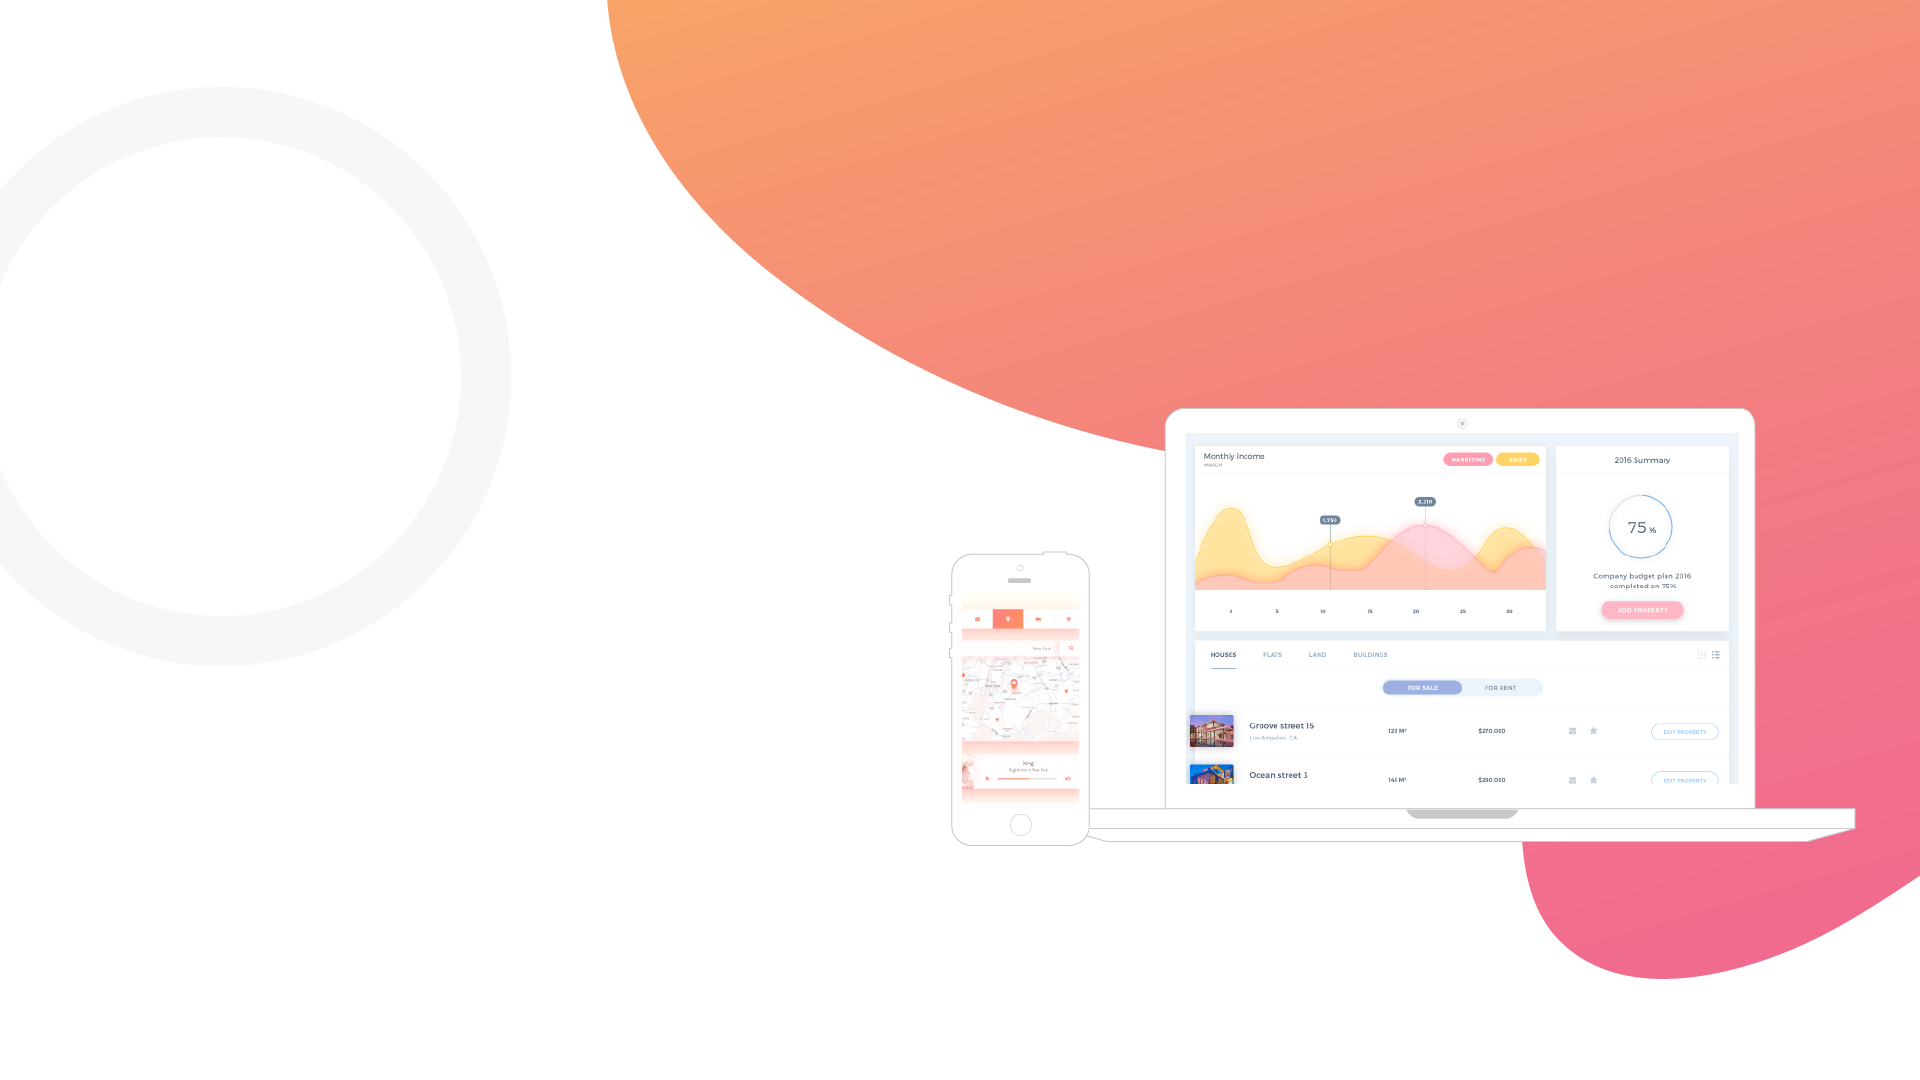 Monthly income
MARCH
MARKETING
SALES
1,754
2,310
5
10
15
20
25
30
2016 Summary
75 %
Company budget plan 2016
completed on 75%
ADD PROPERTY
HOUSES
FLATS
LAND
BUILDINGS
FOR SALE
FOR RENT
Groove street 15
Los Angeles, CA
120 M²
$270.000
EDIT PROPERTY
Ocean street 3
145 M²
$290.000
EDIT PROPERTY
New York
Sting
Englishman in New York